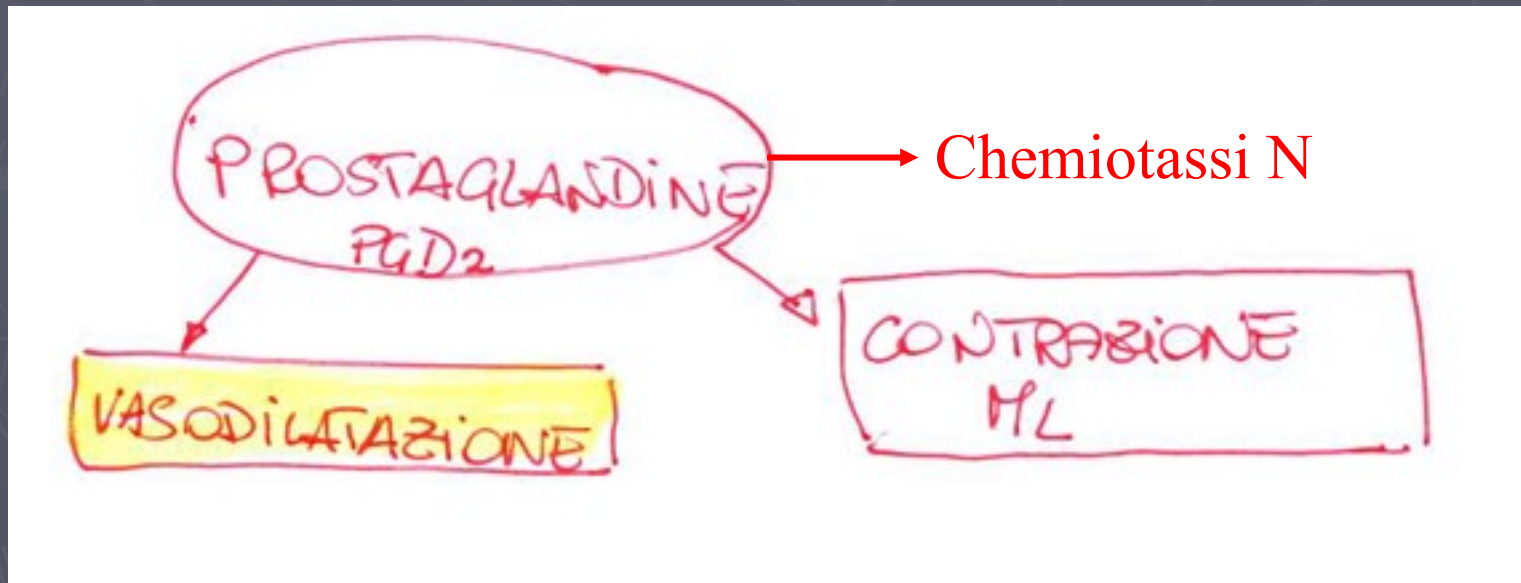 PROSTAGLANDINE
PGD2
Chemiotassi N
VASODILATAZIONE
CONTRAZIONE
ML